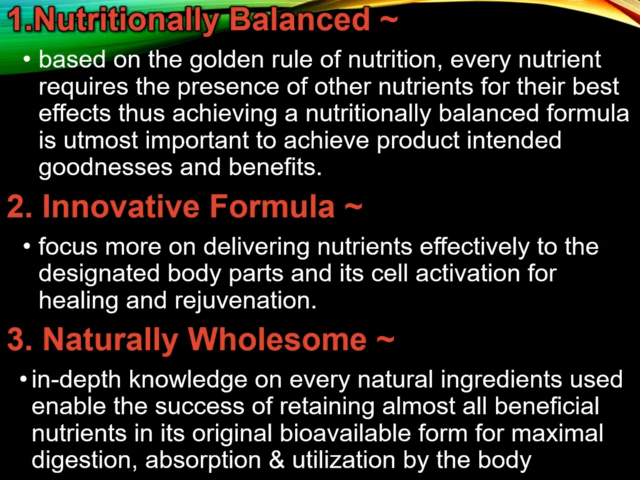 1.Nutritionally Balanced ~
• based on the golden rule of nutrition, every nutrient
requires the presence of other nutrients for their best
effects thus achieving a nutritionally balanced formula
is utmost important to achieve product intended
goodnesses and benefits.
2. Innovative Formula ~
• focus more on delivering nutrients effectively to the
designated body parts and its cell activation for
healing and rejuvenation.
3. Naturally Wholesome ~
• in-depth knowledge on every natural ingredients used
enable the success of retaining almost all beneficial
nutrients in its original bioavailable form for maximal
digestion, absorption & utilization by the body